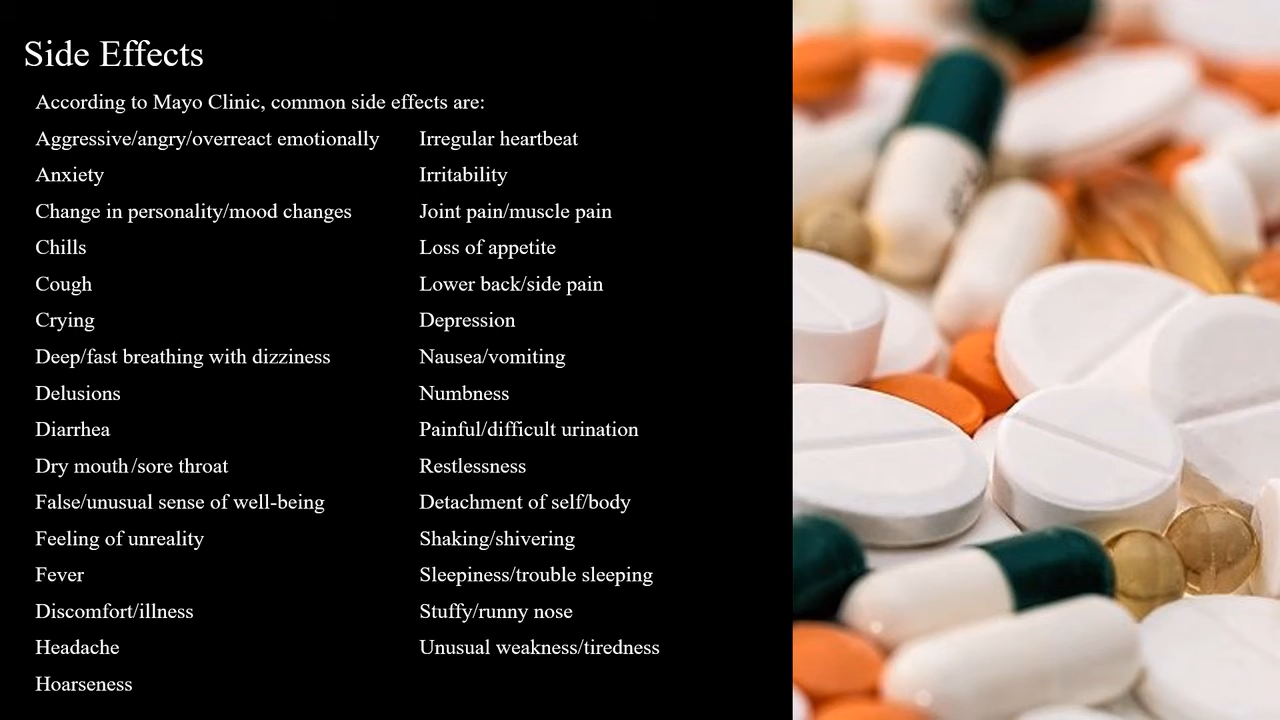 Side Effects
According to Mayo Clinic, common side effects are:
Aggressive/angry/overreact emotionally
Anxiety
Change in personality/mood changes
Chills
Cough
Crying
Deep/fast breathing with dizziness
Delusions
Diarrhea
Dry mouth/sore throat
False/unusual sense of well-being
Feeling of unreality
Fever
Discomfort/illness
Headache
Hoarseness
Irregular heartbeat
Irritability
Joint pain/muscle pain
Loss of appetite
Lower back/side pain
Depression
Nausea/vomiting
Numbness
Painful/difficult urination
Restlessness
Detachment of self/body
Shaking/shivering
Sleepiness/trouble sleeping
Stuffy/runny nose
Unusual weakness/tiredness